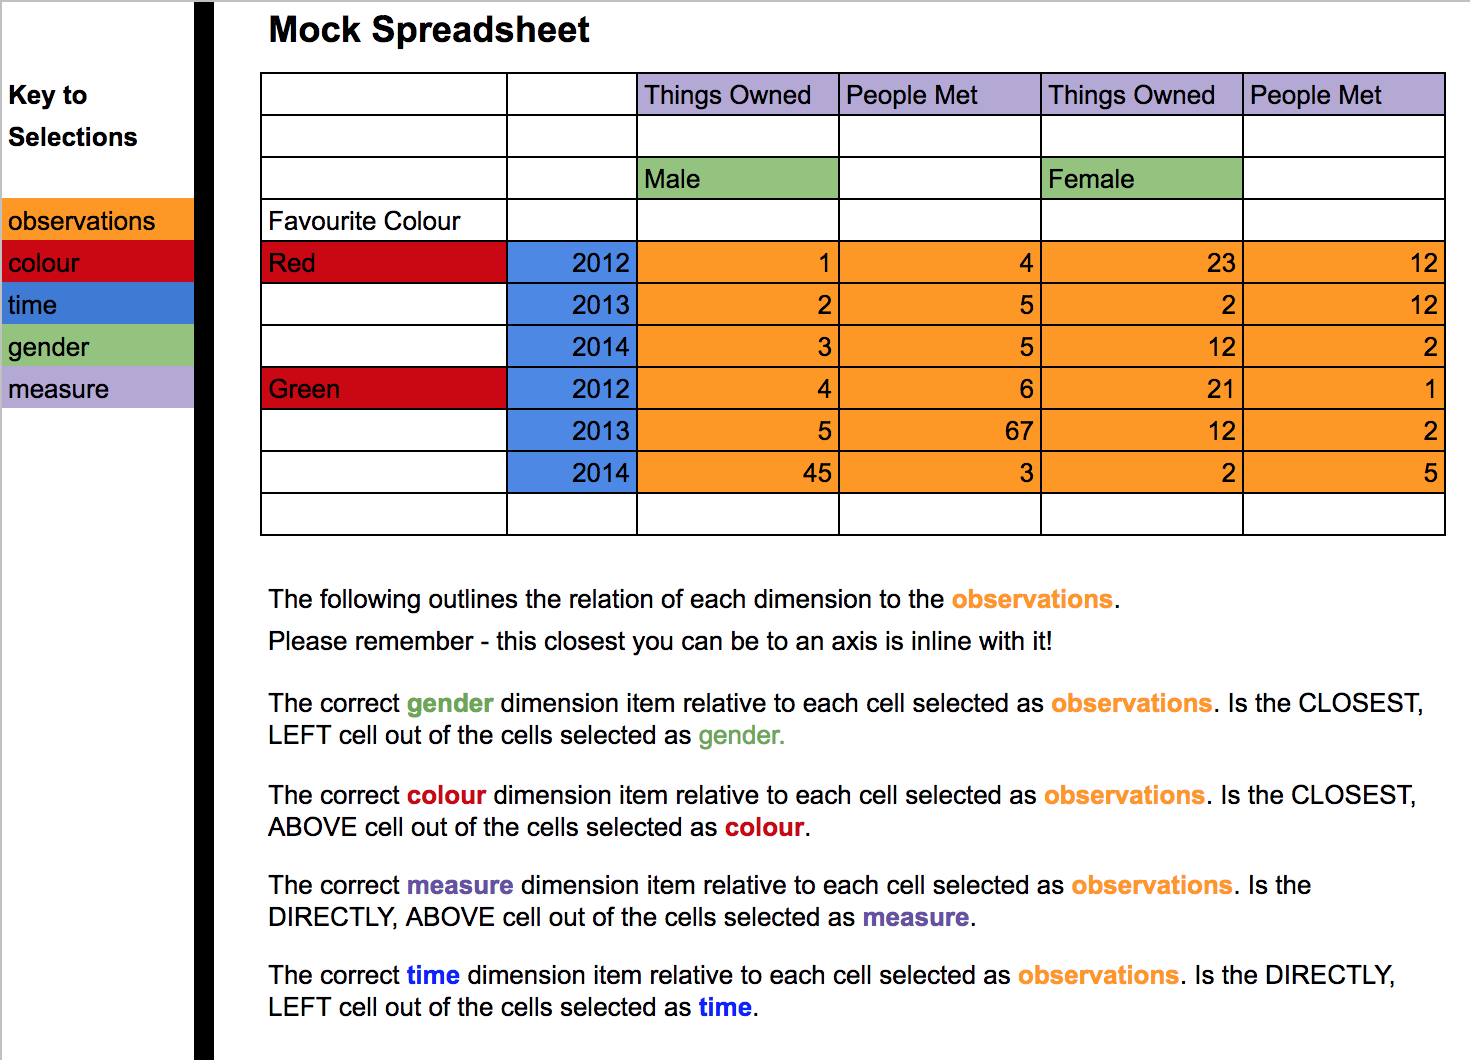 Mock Spreadsheet
Key to
Selections
observations
colour
time
gender
measure
Things Owned People Met Things Owned People Met
Male Female
Favourite Colour
Red 2012 1 4 23 12
2013 2 5 2 12
2014 3 5 12 2
Green 2012 4 6 21 1
2013 5 67 12 2
2014 45 3 2 5
The following outlines the relation of each dimension to the observations.
Please remember - this closest you can be to an axis is inline with it!
The correct gender dimension item relative to each cell selected as observations. Is the CLOSEST,
LEFT cell out of the cells selected as gender.
The correct colour dimension item relative to each cell selected as observations. Is the CLOSEST,
ABOVE cell out of the cells selected as colour.
The correct measure dimension item relative to each cell selected as observations. Is the
DIRECTLY, ABOVE cell out of the cells selected as measure.
The correct time dimension item relative to each cell selected as observations. Is the DIRECTLY,
LEFT cell out of the cells selected as time.